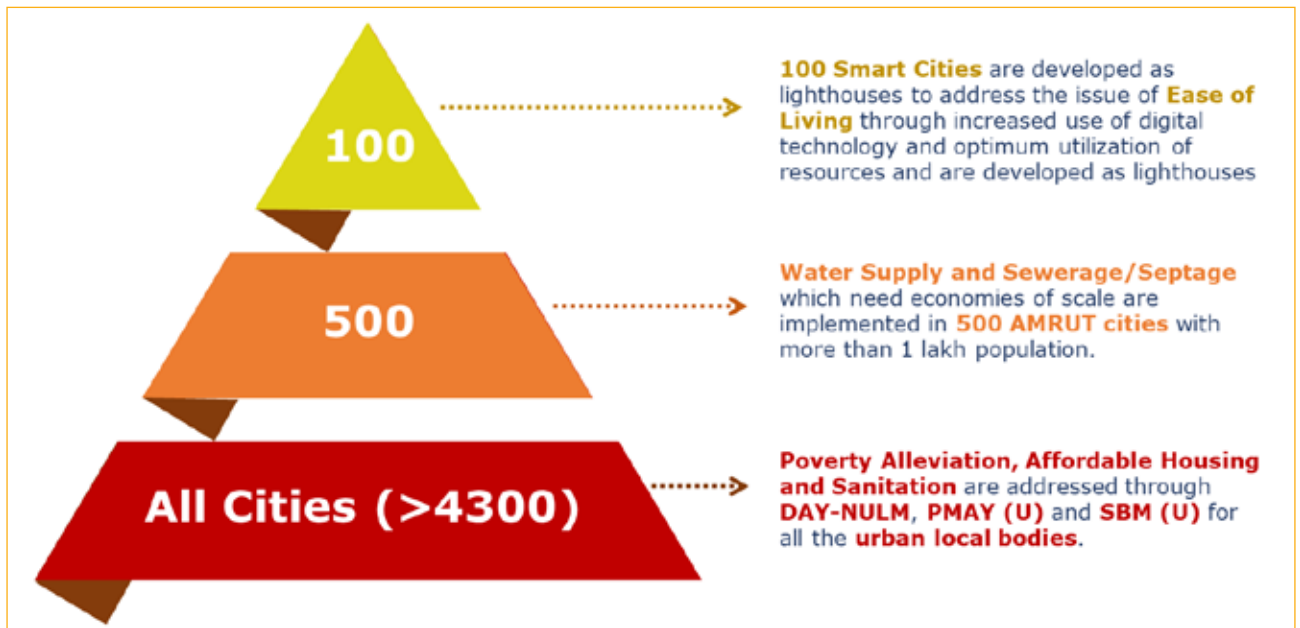 100
100 Smart Cities are developed as
lighthouses to address the issue of Ease of
Living through increased use of digital
technology and optimum utilization of
resources and are developed as lighthouses
500
Water Supply and Sewerage/Septage
which need economies of scale are
implemented in 500 AMRUT cities with
more than 1 lakh population.
All Cities (>4300)
Poverty Alleviation, Affordable Housing
and Sanitation are addressed through
DAY-NULM, PMAY (U) and SBM (U) for
all the urban local bodies.